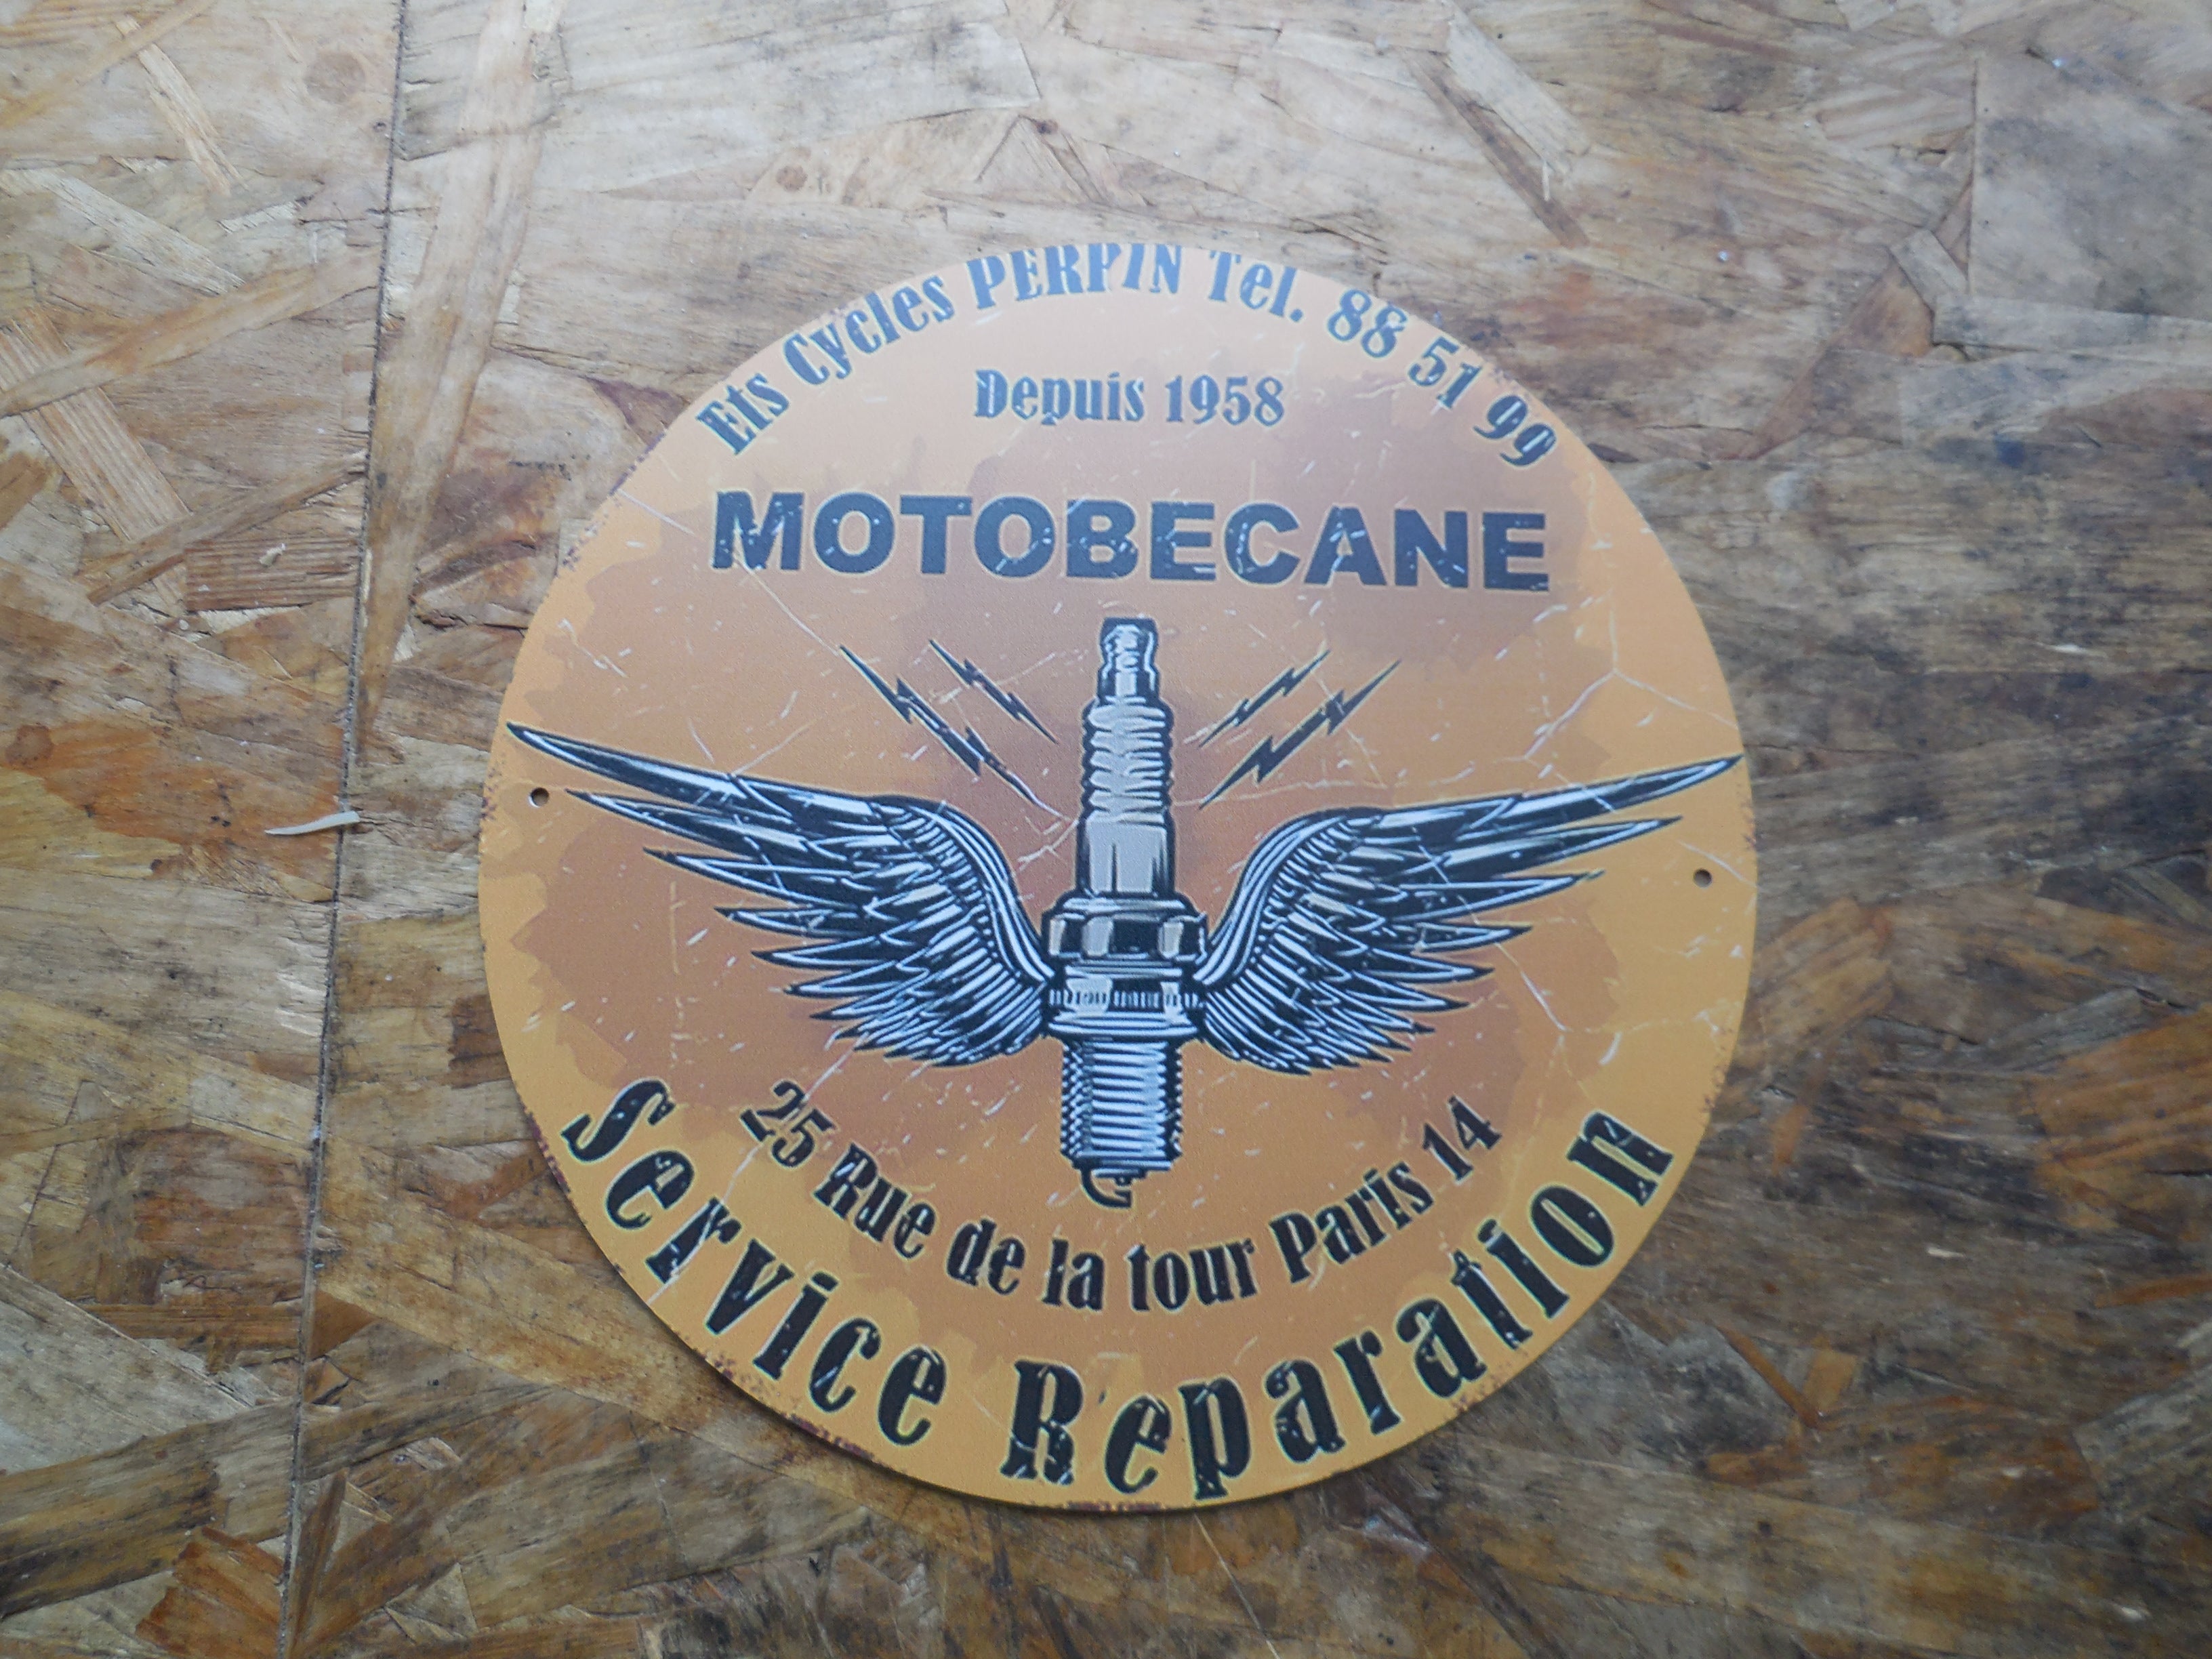 Ets Cycles PERPIN Tel. 88 51 99
Depuis 1958
MOTOBECANE
25 Rue de la tour Paris 14
Service Reparation